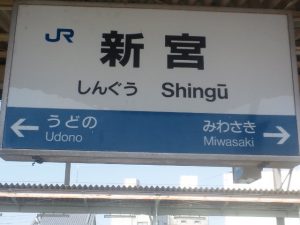 JR 新宮
しんぐう Shingū
← うどの みわさき →
Udono Miwasaki